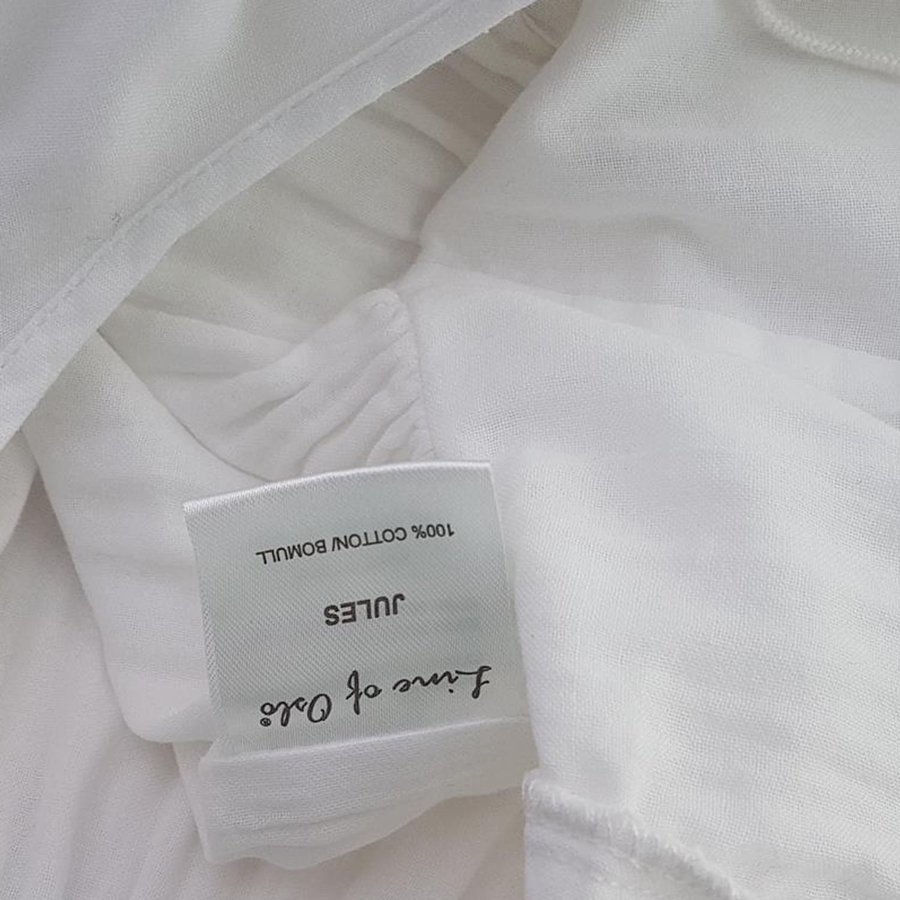 Line of Oslo®
JULES
100% COTTON/ BOMULL